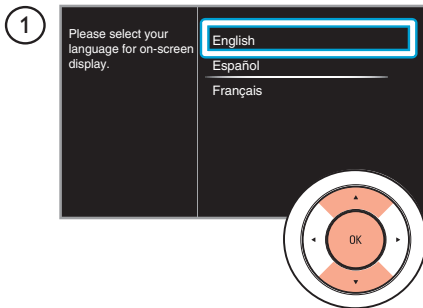 1
Please select your
language for on-screen
display.
English
Español
Français
OK